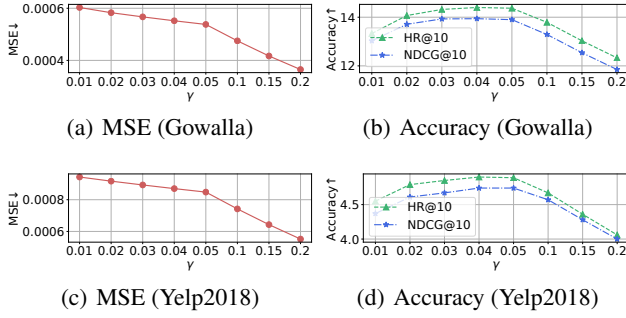 0.0006
0.0004
MSE↓
0.01 0.02 0.03 0.04 0.05 0.1 0.15 0.2
γ
(a) MSE (Gowalla)
14
12
Accuracy↑
HR@10
NDCG@10
0.01 0.02 0.03 0.04 0.05 0.1 0.15 0.2
γ
(b) Accuracy (Gowalla)
0.0008
0.0006
MSE↓
0.01 0.02 0.03 0.04 0.05 0.1 0.15 0.2
γ
(c) MSE (Yelp2018)
4.5
4.0
Accuracy↑
HR@10
NDCG@10
0.01 0.02 0.03 0.04 0.05 0.1 0.15 0.2
γ
(d) Accuracy (Yelp2018)